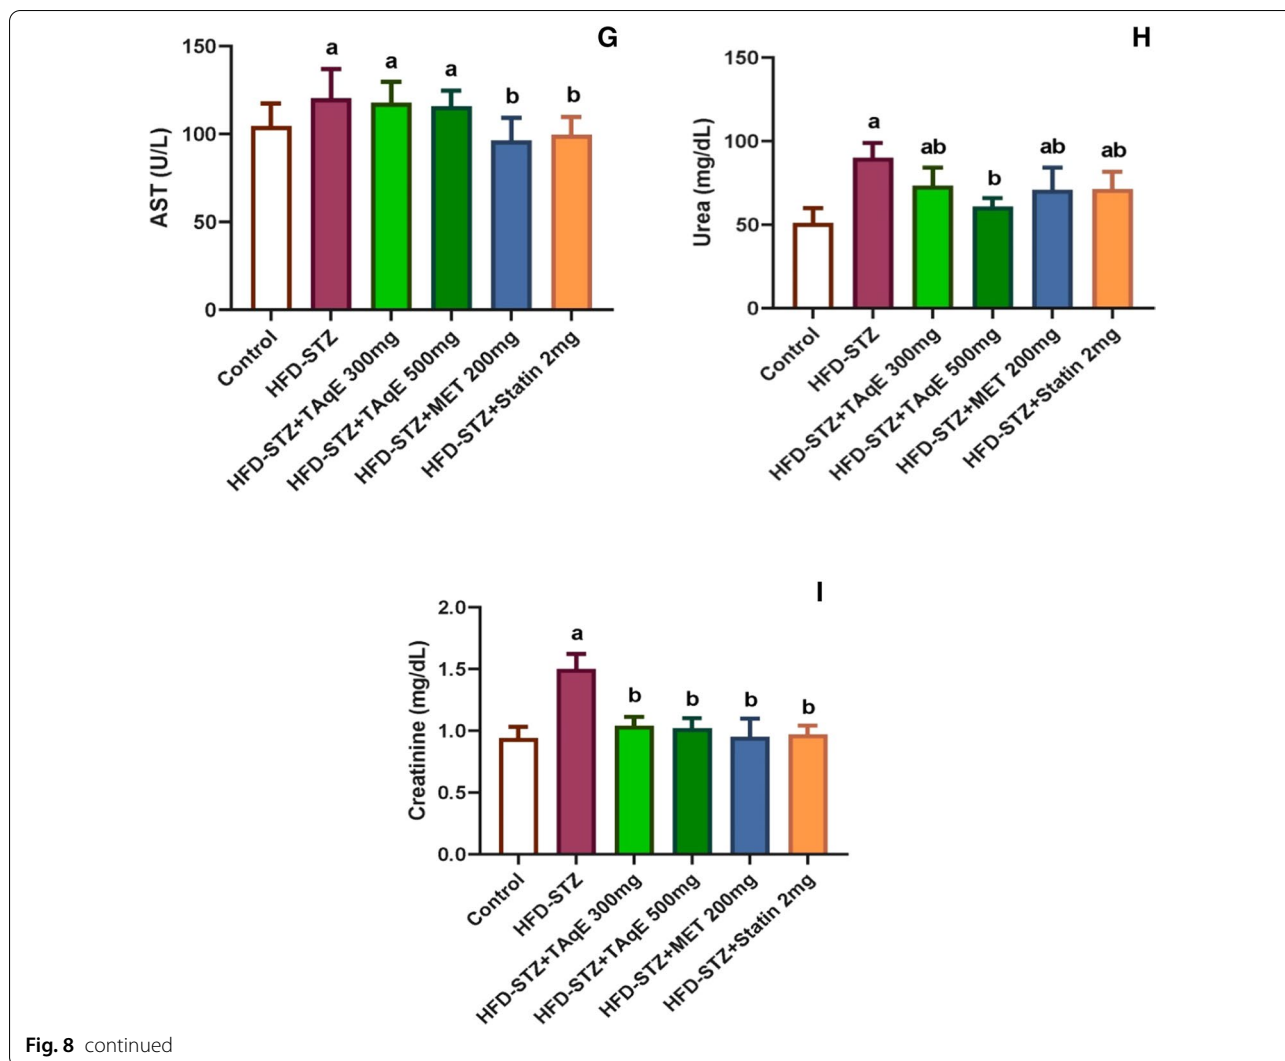 G
150
100
50
0
AST (U/L)
a
a
a
b
b
Control
HFD-STZ
HFD-STZ+TAqE 300mg
HFD-STZ+TAqE 500mg
HFD-STZ+MET 200mg
HFD-STZ+Statin 2mg
H
150
100
50
0
Urea (mg/dL)
a
ab
b
ab
ab
Control
HFD-STZ
HFD-STZ+TAqE 300mg
HFD-STZ+TAqE 500mg
HFD-STZ+MET 200mg
HFD-STZ+Statin 2mg
I
2.0
1.5
1.0
0.5
0.0
Creatinine (mg/dL)
a
b
b
b
b
Control
HFD-STZ
HFD-STZ+TAqE 300mg
HFD-STZ+TAqE 500mg
HFD-STZ+MET 200mg
HFD-STZ+Statin 2mg
Fig. 8 continued